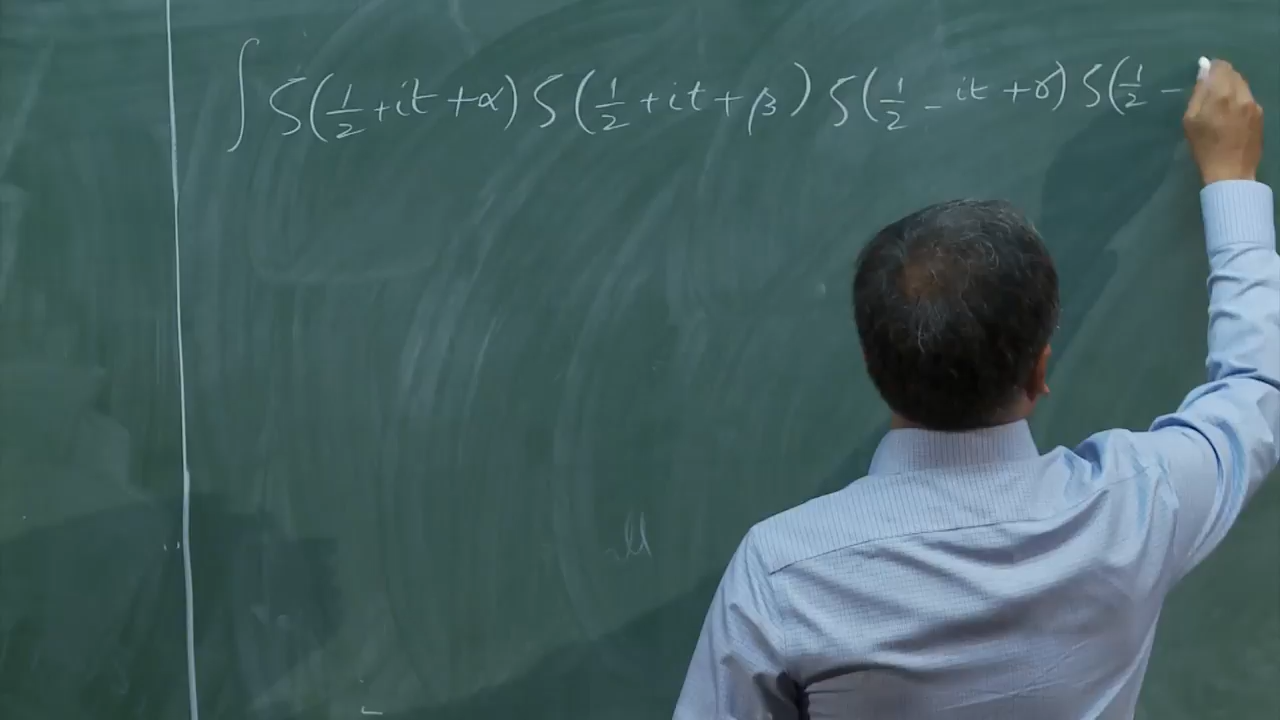 ∫ ζ(1/2 + it + α) ζ(1/2 + it + β) ζ(1/2 - it + γ) ζ(1/2 -